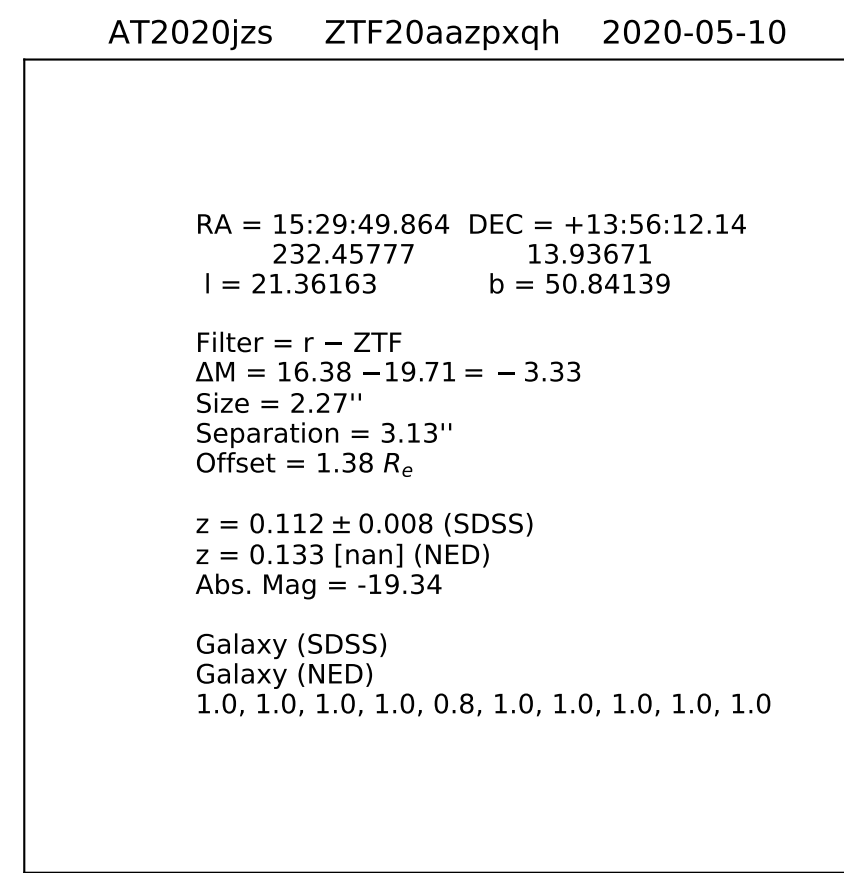 AT2020jzs ZTF20aazpxqh 2020-05-10
RA = 15:29:49.864 DEC = +13:56:12.14
232.45777 13.93671
l = 21.36163 b = 50.84139
Filter = r − ZTF
ΔM = 16.38 −19.71 = − 3.33
Size = 2.27''
Separation = 3.13''
Offset = 1.38 Re
z = 0.112 ± 0.008 (SDSS)
z = 0.133 [nan] (NED)
Abs. Mag = -19.34
Galaxy (SDSS)
Galaxy (NED)
1.0, 1.0, 1.0, 1.0, 0.8, 1.0, 1.0, 1.0, 1.0, 1.0